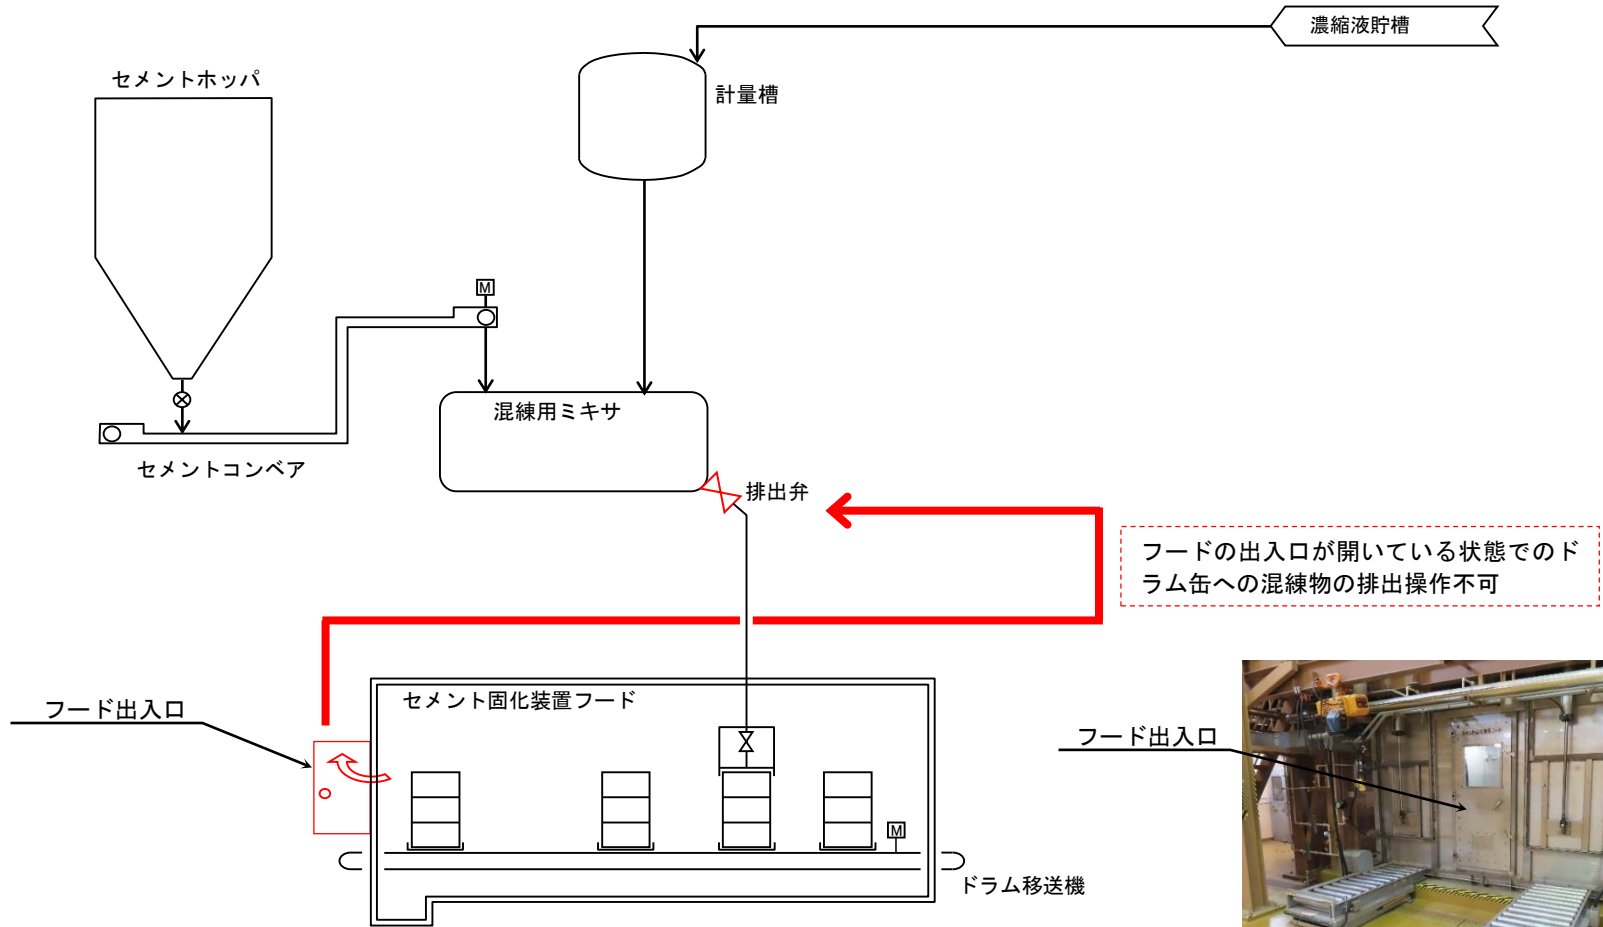 濃縮液貯槽
セメントホッパ
計量槽
M
混練用ミキサ
セメントコンベア
排出弁
フードの出入口が開いている状態でのド
ラム缶への混練物の排出操作不可
セメント固化装置フード
フード出入口
フード出入口
M
ドラム移送機